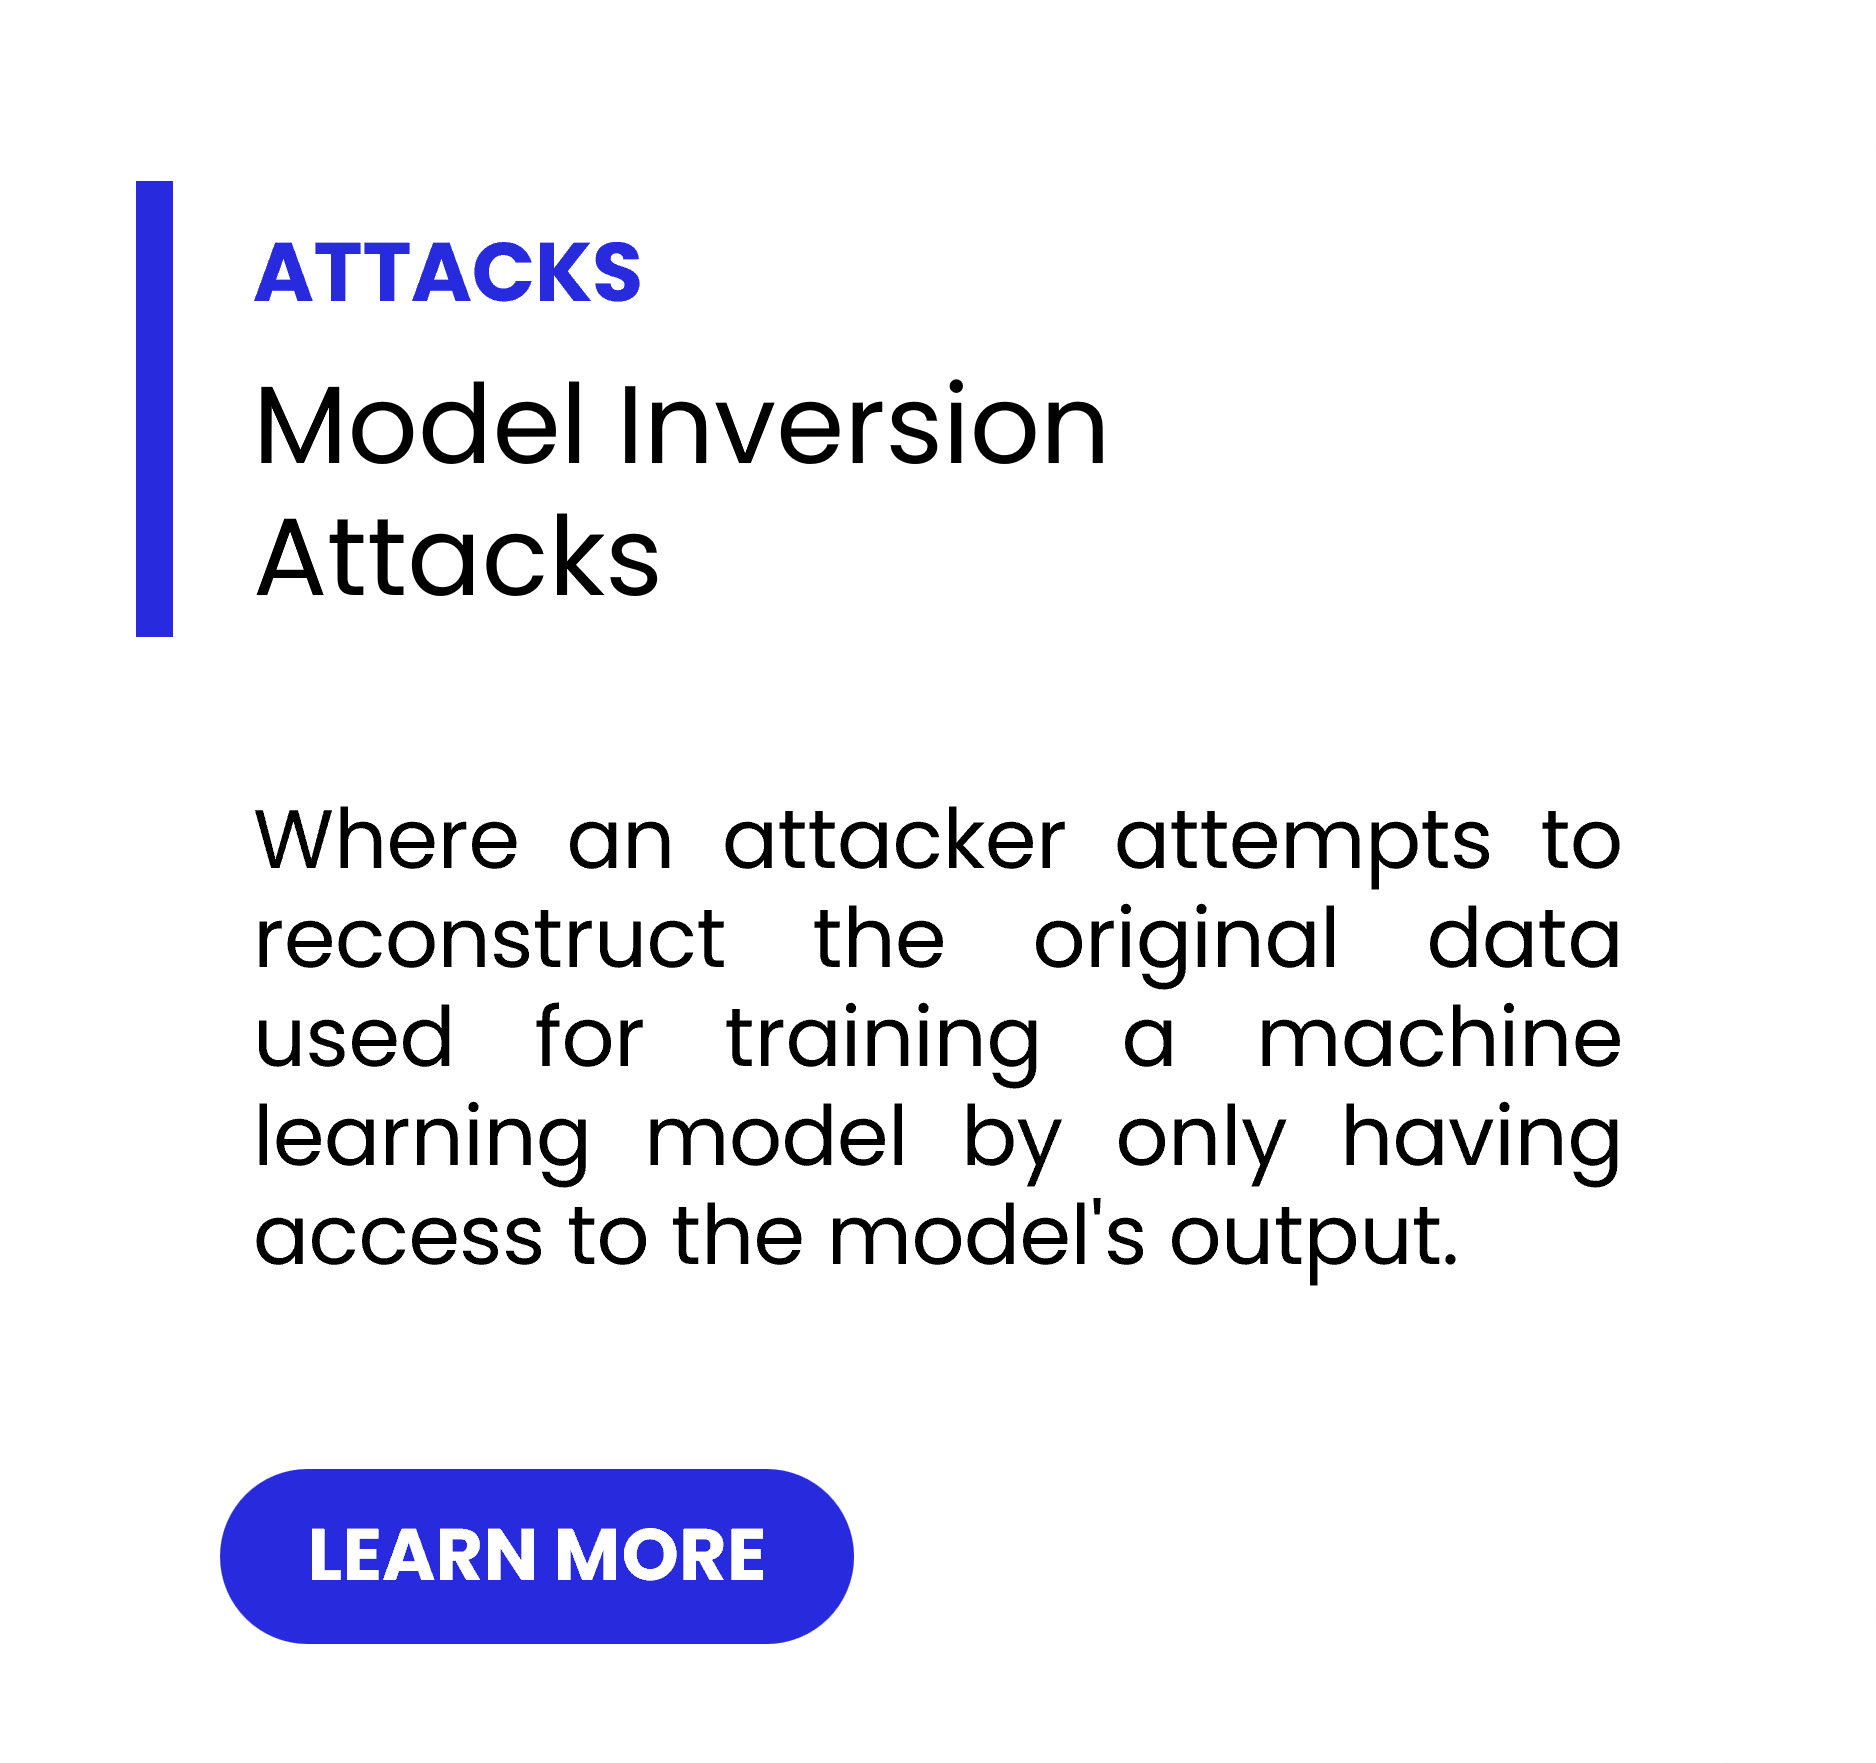 ATTACKS
Model Inversion
Attacks
Where an attacker attempts to
reconstruct the original data
used for training a machine
learning model by only having
access to the model's output.
LEARN MORE